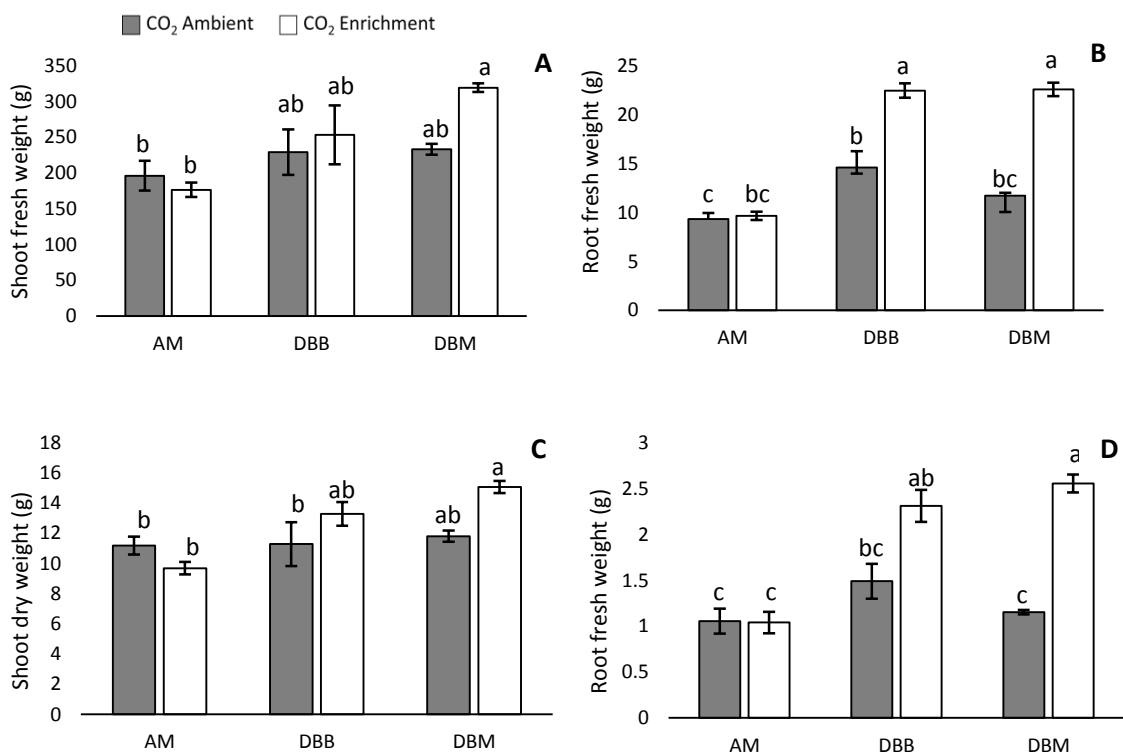 CO2 Ambient CO2 Enrichment
A
Shoot fresh weight (g)
350
300
250
200
150
100
50
0
b b ab ab ab a
AM DBB DBM
B
Root fresh weight (g)
25
20
15
10
5
0
c bc b a bc a
AM DBB DBM
C
Shoot dry weight (g)
18
16
14
12
10
8
6
4
2
0
b b b ab ab a
AM DBB DBM
D
Root fresh weight (g)
3
2.5
2
1.5
1
0.5
0
c c bc ab c a
AM DBB DBM